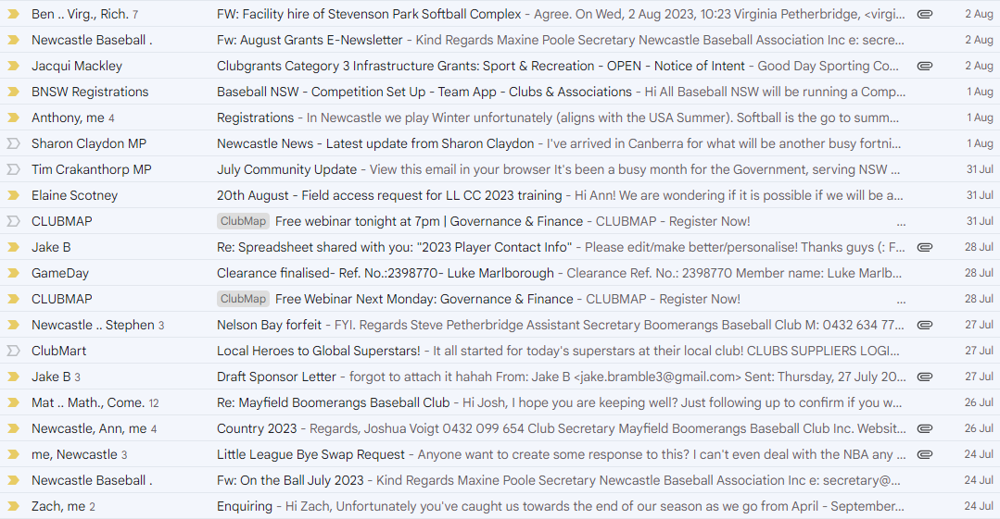 Ben .. Virg., Rich. 7 FW: Facility hire of Stevenson Park Softball Complex - Agree. On Wed, 2 Aug 2023, 10:23 Virginia Petherbridge, <virgi... 2 Aug
Newcastle Baseball . Fw: August Grants E-Newsletter - Kind Regards Maxine Poole Secretary Newcastle Baseball Association Inc e: secre... 2 Aug
Jacqui Mackley Clubgrants Category 3 Infrastructure Grants: Sport & Recreation - OPEN - Notice of Intent - Good Day Sporting Co... 2 Aug
BNSW Registrations Baseball NSW - Competition Set Up - Team App - Clubs & Associations - Hi All Baseball NSW will be running a Comp... 1 Aug
Anthony, me 4 Registrations - In Newcastle we play Winter unfortunately (aligns with the USA Summer). Softball is the go to summ... 1 Aug
Sharon Claydon MP Newcastle News - Latest update from Sharon Claydon - I've arrived in Canberra for what will be another busy fortni... 1 Aug
Tim Crakanthorp MP July Community Update - View this email in your browser It's been a busy month for the Government, serving NSW ... 31 Jul
Elaine Scotney 20th August - Field access request for LL CC 2023 training - Hi Ann! We are wondering if it is possible if we will be a... 31 Jul
CLUBMAP ClubMap Free webinar tonight at 7pm | Governance & Finance - CLUBMAP - Register Now! ... 31 Jul
Jake B Re: Spreadsheet shared with you: "2023 Player Contact Info" - Please edit/make better/personalise! Thanks guys (: F... 28 Jul
GameDay Clearance finalised- Ref. No.:2398770- Luke Marlborough - Clearance Ref. No.: 2398770 Member name: Luke Marlb... 28 Jul
CLUBMAP ClubMap Free Webinar Next Monday: Governance & Finance - CLUBMAP - Register Now! ... 28 Jul
Newcastle .. Stephen 3 Nelson Bay forfeit - FYI. Regards Steve Petherbridge Assistant Secretary Boomerangs Baseball Club M: 0432 634 77... 27 Jul
ClubMart Local Heroes to Global Superstars! - It all started for today's superstars at their local club! CLUBS SUPPLIERS LOGI... 27 Jul
Jake B 3 Draft Sponsor Letter - forgot to attach it hahah From: Jake B <jake.bramble3@gmail.com> Sent: Thursday, 27 July 20... 27 Jul
Mat .. Math., Come. 12 Re: Mayfield Boomerangs Baseball Club - Hi Josh, I hope you are keeping well? Just following up to confirm if you w... 26 Jul
Newcastle, Ann, me 4 Country 2023 - Regards, Joshua Voigt 0432 099 654 Club Secretary Mayfield Boomerangs Baseball Club Inc. Websit... 26 Jul
me, Newcastle 3 Little League Bye Swap Request - Anyone want to create some response to this? I can't even deal with the NBA any ... 24 Jul
Newcastle Baseball . Fw: On the Ball July 2023 - Kind Regards Maxine Poole Secretary Newcastle Baseball Association Inc e: secretary@... 24 Jul
Zach, me 2 Enquiring - Hi Zach, Unfortunately you've caught us towards the end of our season as we go from April - September... 24 Jul